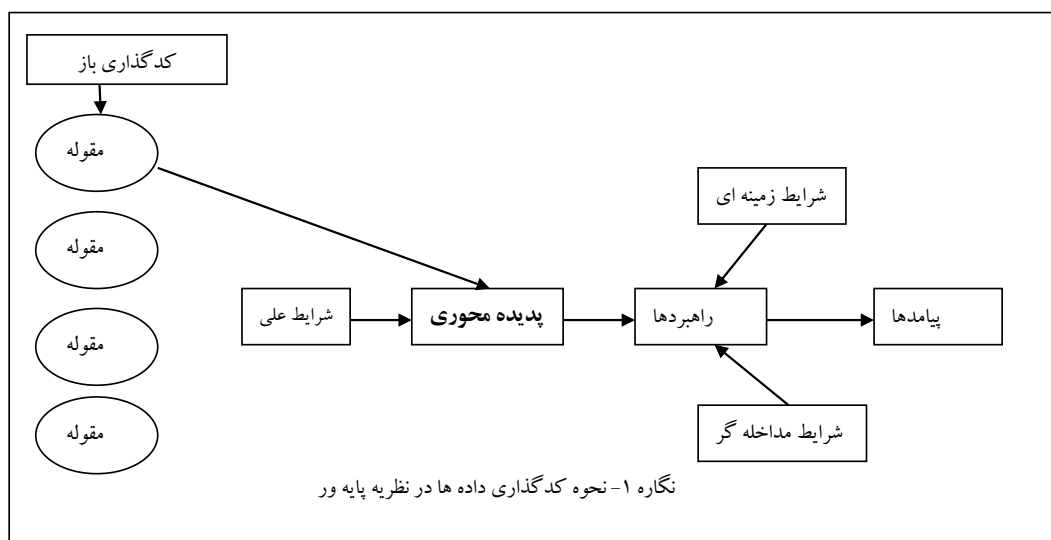 کدگذاری باز
مقوله
مقوله
مقوله
مقوله
شرایط زمینه ای
شرایط علی
پدیده محوری
راهبردها
پیامدها
شرایط مداخله گر
نگاره ۱- نحوه کدگذاری داده ها در نظریه پایه ور